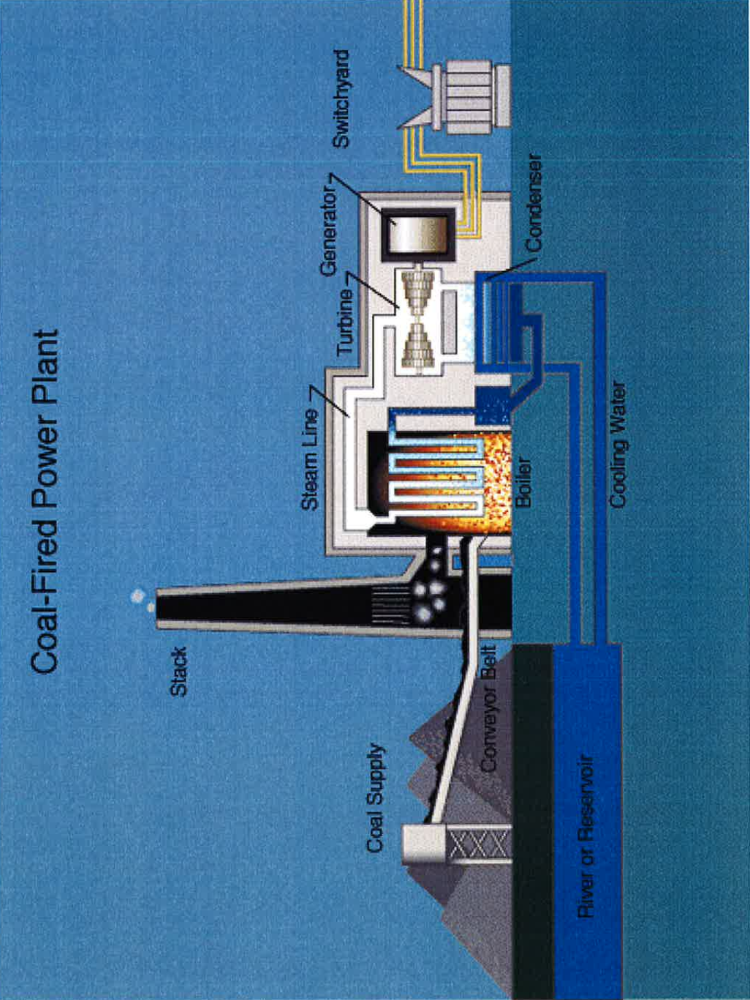 Coal-Fired Power Plant
Stack
Coal Supply
Conveyor Belt
Steam Line
Turbine
Generator
Switchyard
Boiler
Condenser
Cooling Water
River or Reservoir